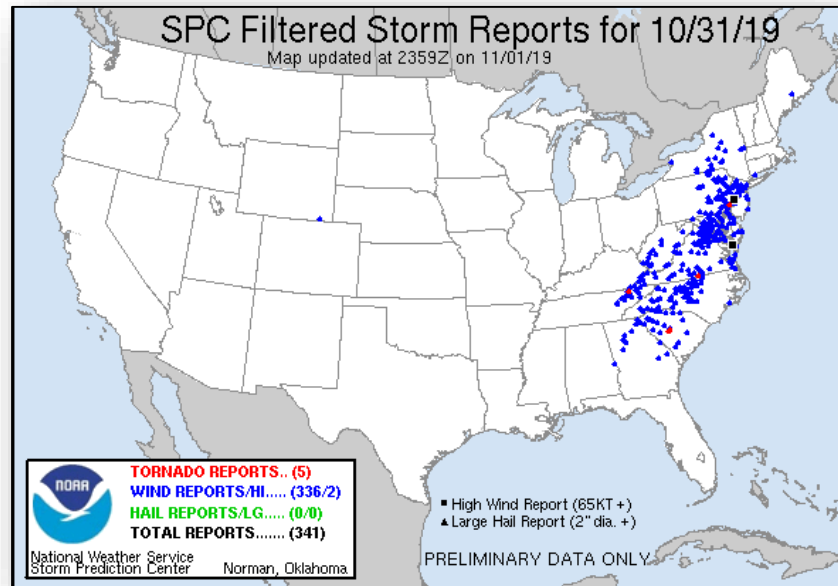 SPC Filtered Storm Reports for 10/31/19
Map updated at 2359Z on 11/01/19
NOAA
TORNADO REPORTS.. (5)
WIND REPORTS/HI..... (336/2)
HAIL REPORTS/LG..... (0/0)
TOTAL REPORTS....... (341)
National Weather Service
Storm Prediction Center Norman, Oklahoma
High Wind Report (65KT +)
Large Hail Report (2" dia. +)
PRELIMINARY DATA ONLY